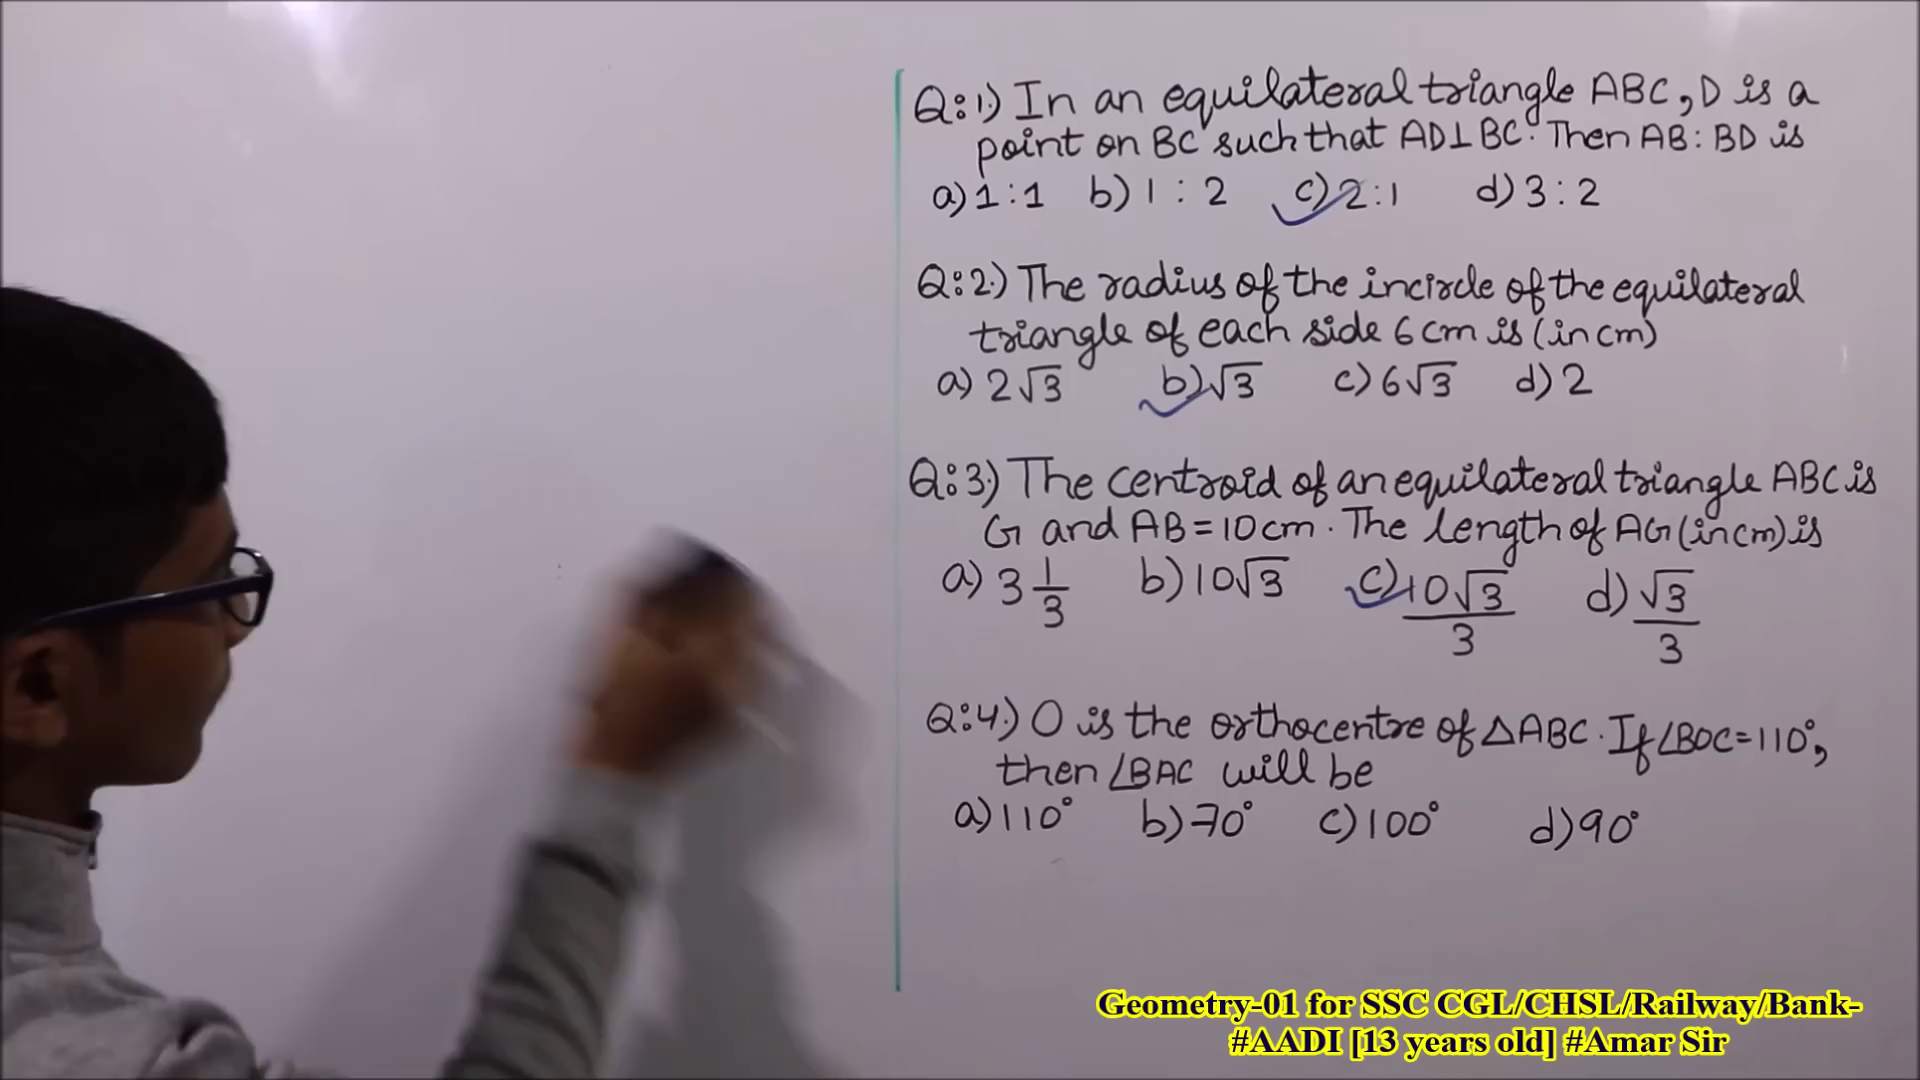 Q:1) In an equilateral triangle ABC, D is a
point on BC such that AD⊥BC. Then AB:BD is
a) 1:1 b) 1:2 c) 2:1 d) 3:2
Q:2) The radius of the incircle of the equilateral
triangle of each side 6 cm is (in cm)
a) 2√3 b) √3 c) 6√3 d) 2
Q:3) The centroid of an equilateral triangle ABC is
G and AB=10cm. The length of AG (in cm) is
a) 3 1/3 b) 10√3 c) 10√3/3 d) √3/3
Q:4) O is the orthocentre of △ABC. If ∠BOC=110°,
then ∠BAC will be
a) 110° b) 70° c) 100° d) 90°
Geometry-01 for SSC CGL/CHSL/Railway/Bank-
#AADI [13 years old] #Amar Sir